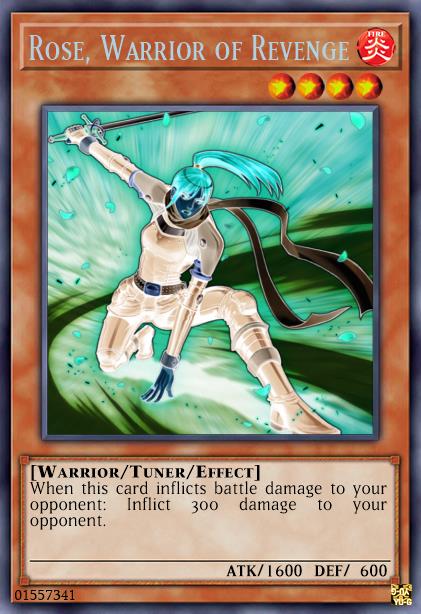 Rose, Warrior of Revenge
FIRE
炎
[Warrior/Tuner/Effect]
When this card inflicts battle damage to your
opponent: Inflict 300 damage to your
opponent.
ATK/1600 DEF/ 600
01557341